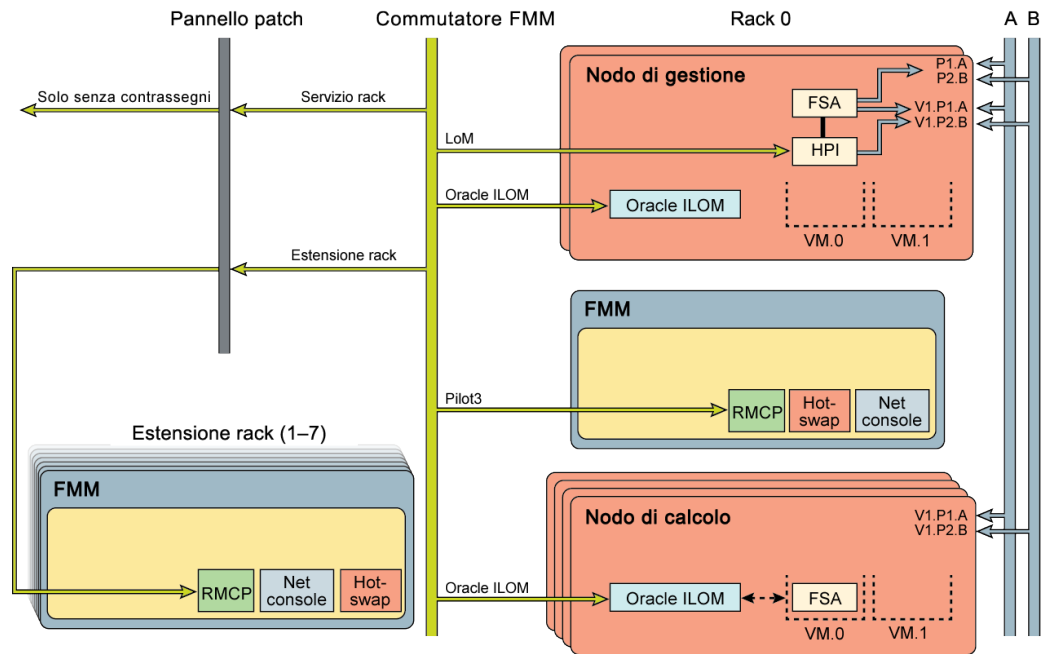 Pannello patch
Commutatore FMM
Rack 0
A
B
Nodo di gestione
P1.A
P2.B
Solo senza contrassegni
Servizio rack
FSA
V1.P1.A
V1.P2.B
LoM
HPI
Oracle ILOM
Oracle ILOM
VM.0
VM.1
Estensione rack
FMM
Pilot3
RMCP
Hot-
swap
Net
console
Estensione rack (1–7)
FMM
RMCP
Net
console
Hot-
swap
Nodo di calcolo
V1.P1.A
V1.P2.B
Oracle ILOM
Oracle ILOM
FSA
VM.0
VM.1